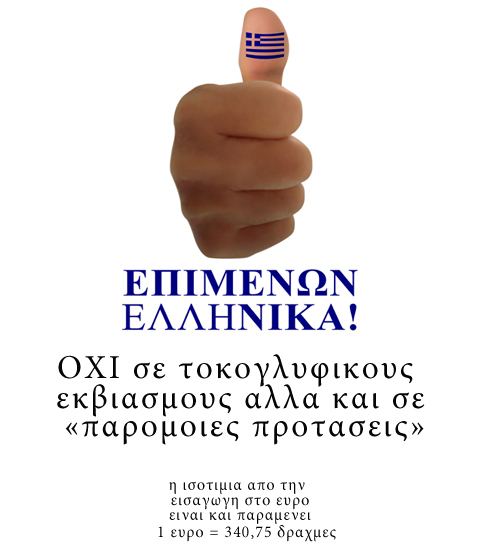 ΕΠΙΜΕΝΩΝ
ΕΛΛΗΝΙΚΑ!
ΟΧΙ σε τοκογλυφικους
εκβιασμους αλλα και σε
«παρομοιες προτασεις»
η ισοτιμια απο την
εισαγωγη στο ευρο
ειναι και παραμενει
1 ευρο = 340,75 δραχμες